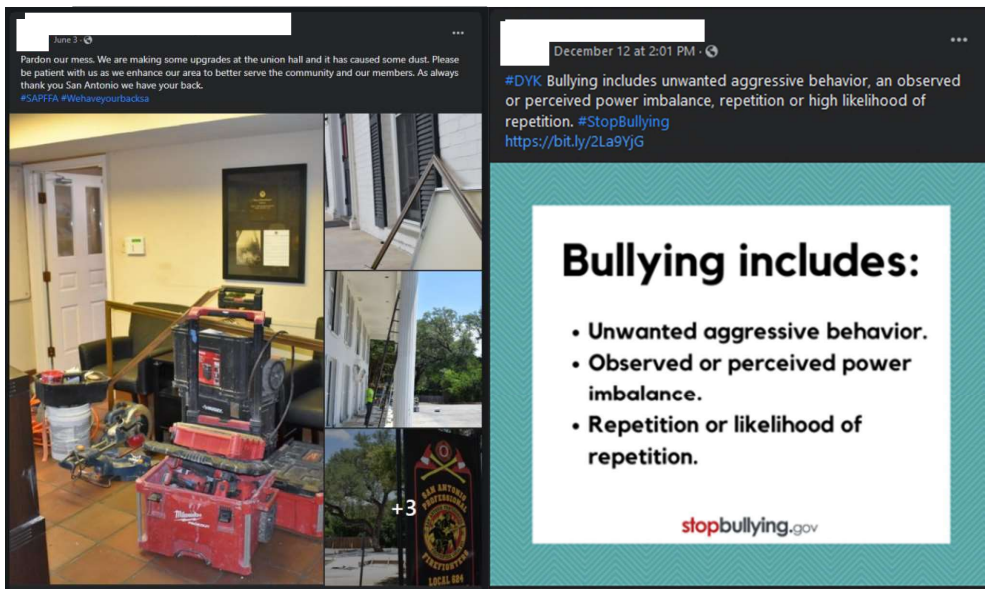 June 3 ·
Pardon our mess. We are making some upgrades at the union hall and it has caused some dust. Please
be patient with us as we enhance our area to better serve the community and our members. As always
thank you San Antonio we have your back.
#SAPFFA #Wehaveyourbacksa
Milwaukee
+3
SAN ANTONIO
PROFESSIONAL
FIREFIGHTERS
LOCAL 624
December 12 at 2:01 PM ·
#DYK Bullying includes unwanted aggressive behavior, an observed
or perceived power imbalance, repetition or high likelihood of
repetition. #StopBullying
https://bit.ly/2La9YjG
Bullying includes:
• Unwanted aggressive behavior.
• Observed or perceived power
imbalance.
• Repetition or likelihood of
repetition.
stopbullying.gov